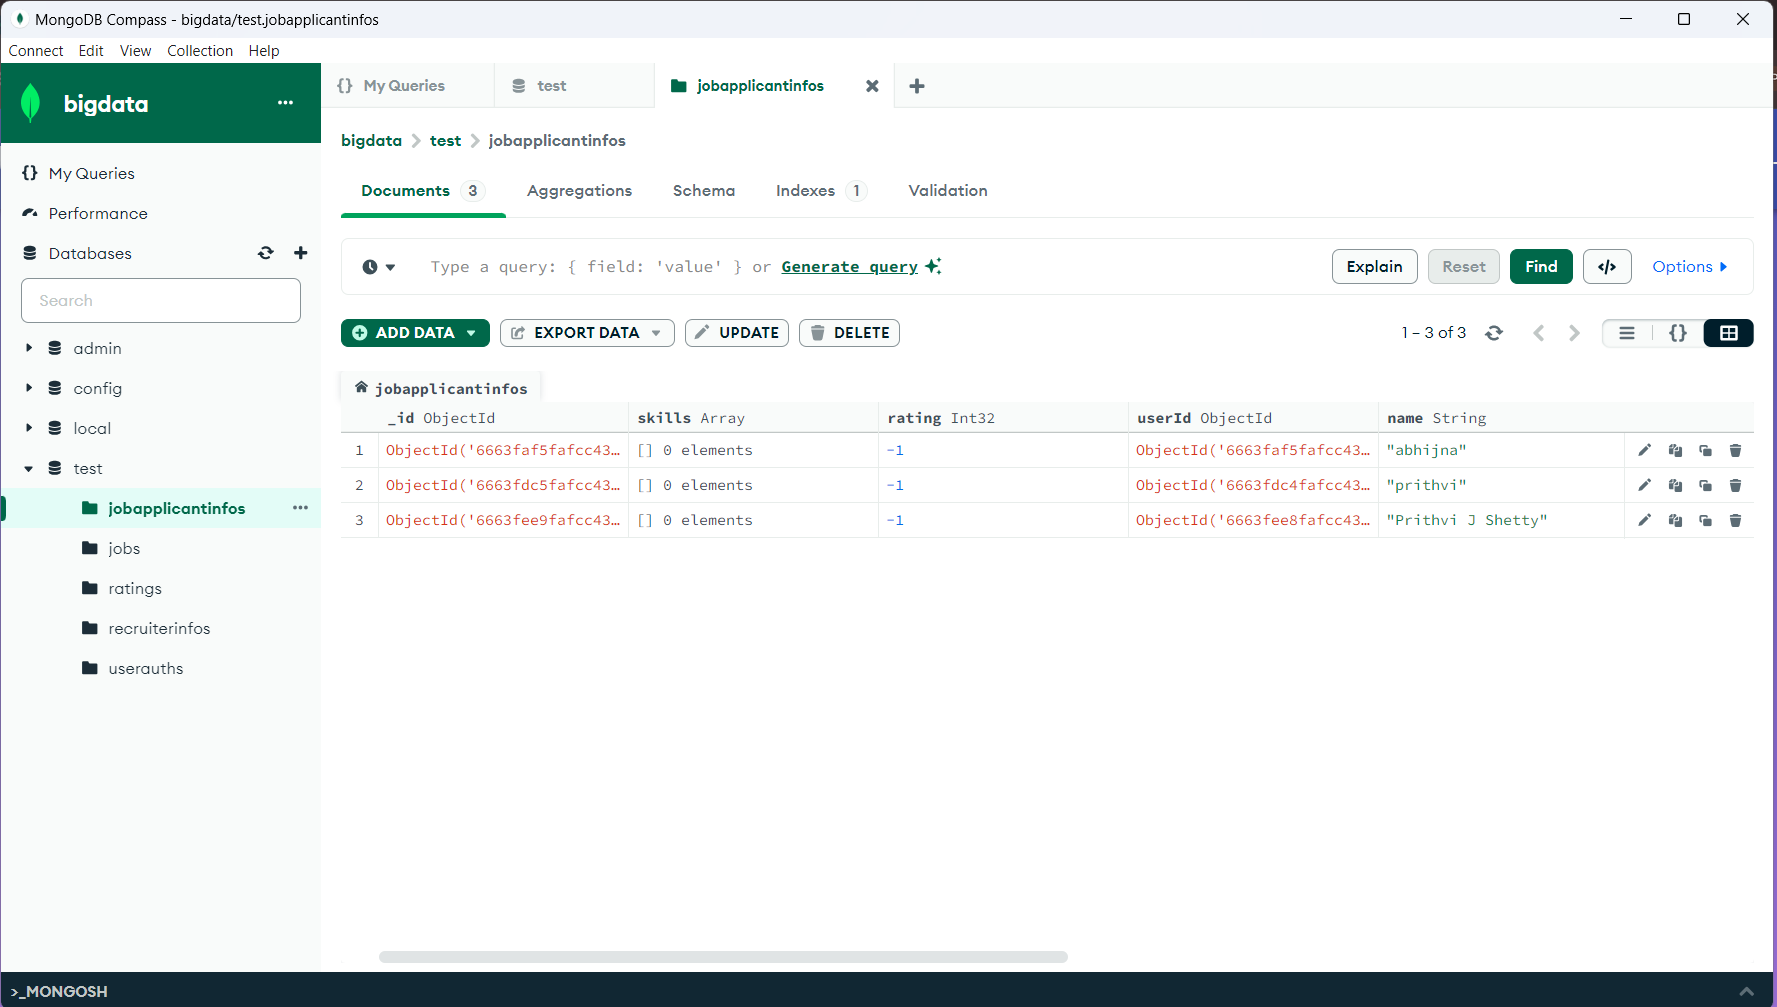 MongoDB Compass - bigdata/test.jobapplicantinfos
Connect Edit View Collection Help
bigdata
My Queries
test
jobapplicantinfos
bigdata > test > jobapplicantinfos
My Queries
Performance
Databases
Search
admin
config
local
test
jobapplicantinfos
jobs
ratings
recruiterinfos
userauths
Documents 3 Aggregations Schema Indexes 1 Validation
Type a query: { field: 'value' } or Generate query
Explain Reset Find </> Options
ADD DATA EXPORT DATA UPDATE DELETE
1 – 3 of 3
jobapplicantinfos
_id ObjectId skills Array rating Int32 userId ObjectId name String
1 ObjectId('6663faf5fafcc43… [] 0 elements -1 ObjectId('6663faf5fafcc43… "abhijna"
2 ObjectId('6663fdc5fafcc43… [] 0 elements -1 ObjectId('6663fdc4fafcc43… "prithvi"
3 ObjectId('6663fee9fafcc43… [] 0 elements -1 ObjectId('6663fee8fafcc43… "Prithvi J Shetty"
>_MONGOSH